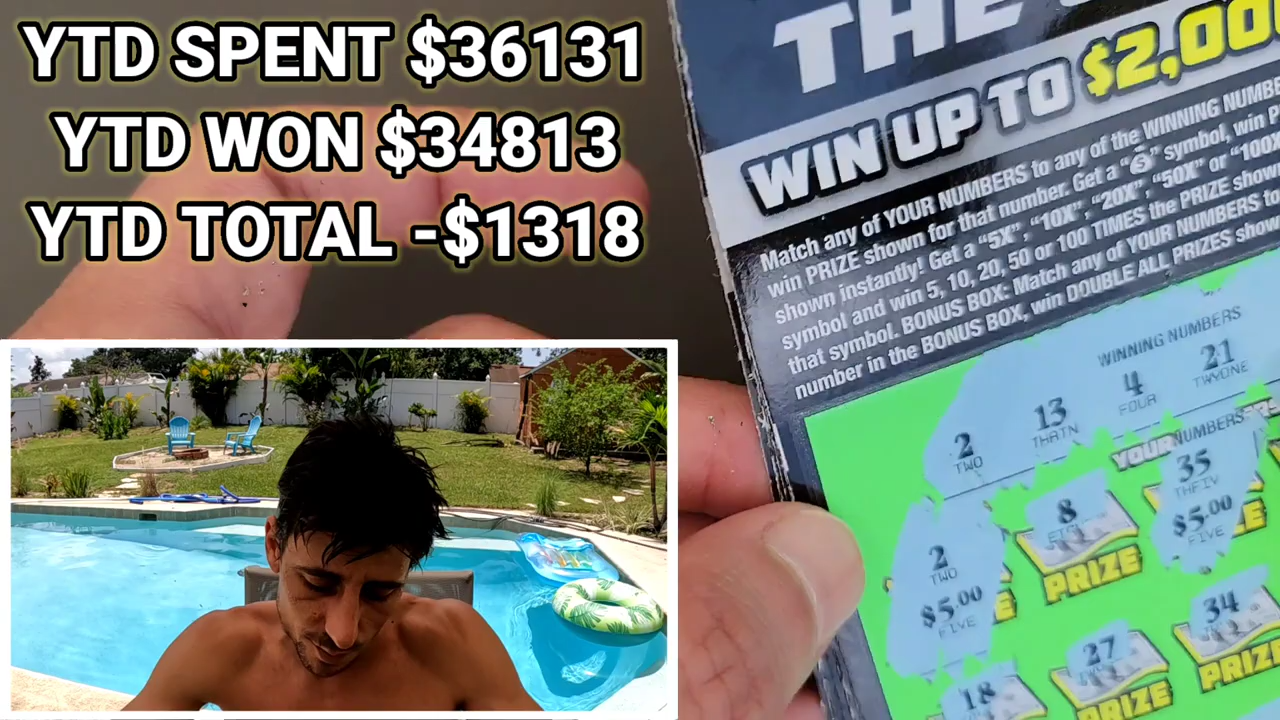 YTD SPENT $36131
YTD WON $34813
YTD TOTAL -$1318
THE
WIN UP TO $2,00
Match any of YOUR NUMBERS to any of the WINNING NUMBE
win PRIZE shown for that number. Get a " " symbol, win P
shown instantly! Get a "5X", "10X", "20X", "50X" or "100X
symbol and win 5, 10, 20, 50 or 100 TIMES the PRIZE shown
that symbol. BONUS BOX: Match any of YOUR NUMBERS to
number in the BONUS BOX, win DOUBLE ALL PRIZES show
WINNING NUMBERS
2 13 4 21
TWO THRTN FOUR TWYONE
YOUR NUMBERS
2 8 35
TWO THFIV
$5.00 PRIZE $5.00
FIVE FIVE
18 27 34
PRIZE PRIZE